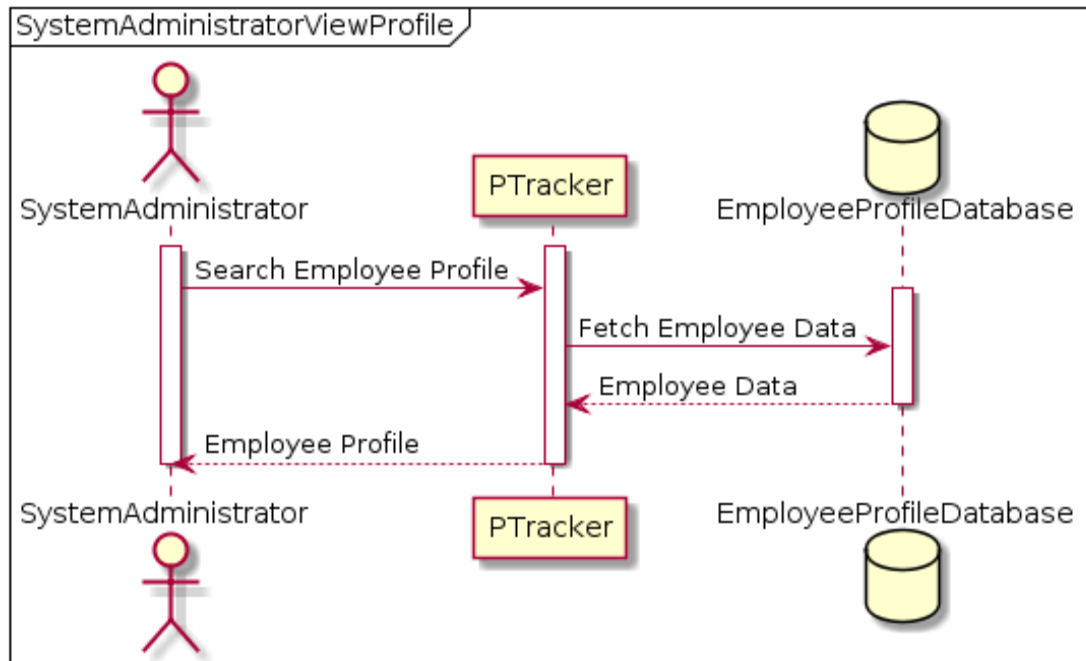 SystemAdministratorViewProfile
SystemAdministrator
PTracker
EmployeeProfileDatabase
Search Employee Profile
Fetch Employee Data
Employee Data
Employee Profile
SystemAdministrator
PTracker
EmployeeProfileDatabase